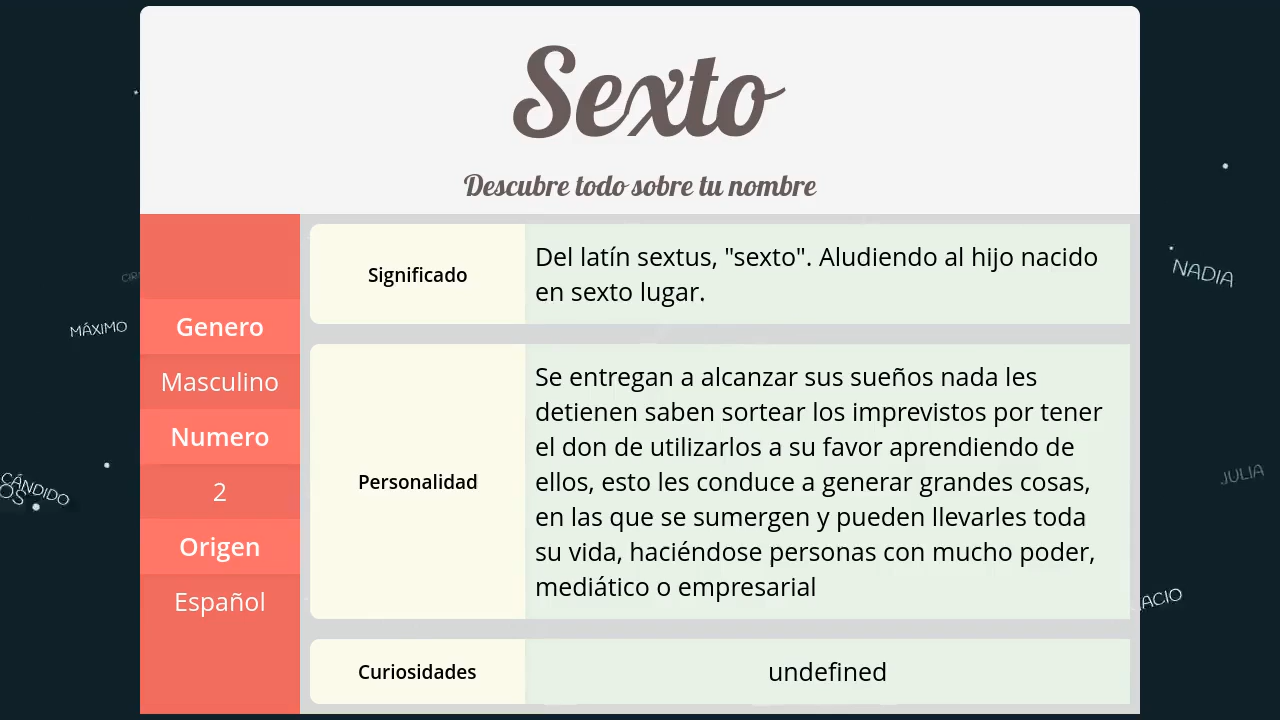 Sexto
Descubre todo sobre tu nombre
Genero
Masculino
Numero
2
Origen
Español
Significado
Del latín sextus, "sexto". Aludiendo al hijo nacido
en sexto lugar.
Personalidad
Se entregan a alcanzar sus sueños nada les
detienen saben sortear los imprevistos por tener
el don de utilizarlos a su favor aprendiendo de
ellos, esto les conduce a generar grandes cosas,
en las que se sumergen y pueden llevarles toda
su vida, haciéndose personas con mucho poder,
mediático o empresarial
Curiosidades
undefined
MÁXIMO
CÁNDIDO
OS
NADIA
JULIA
ACIO